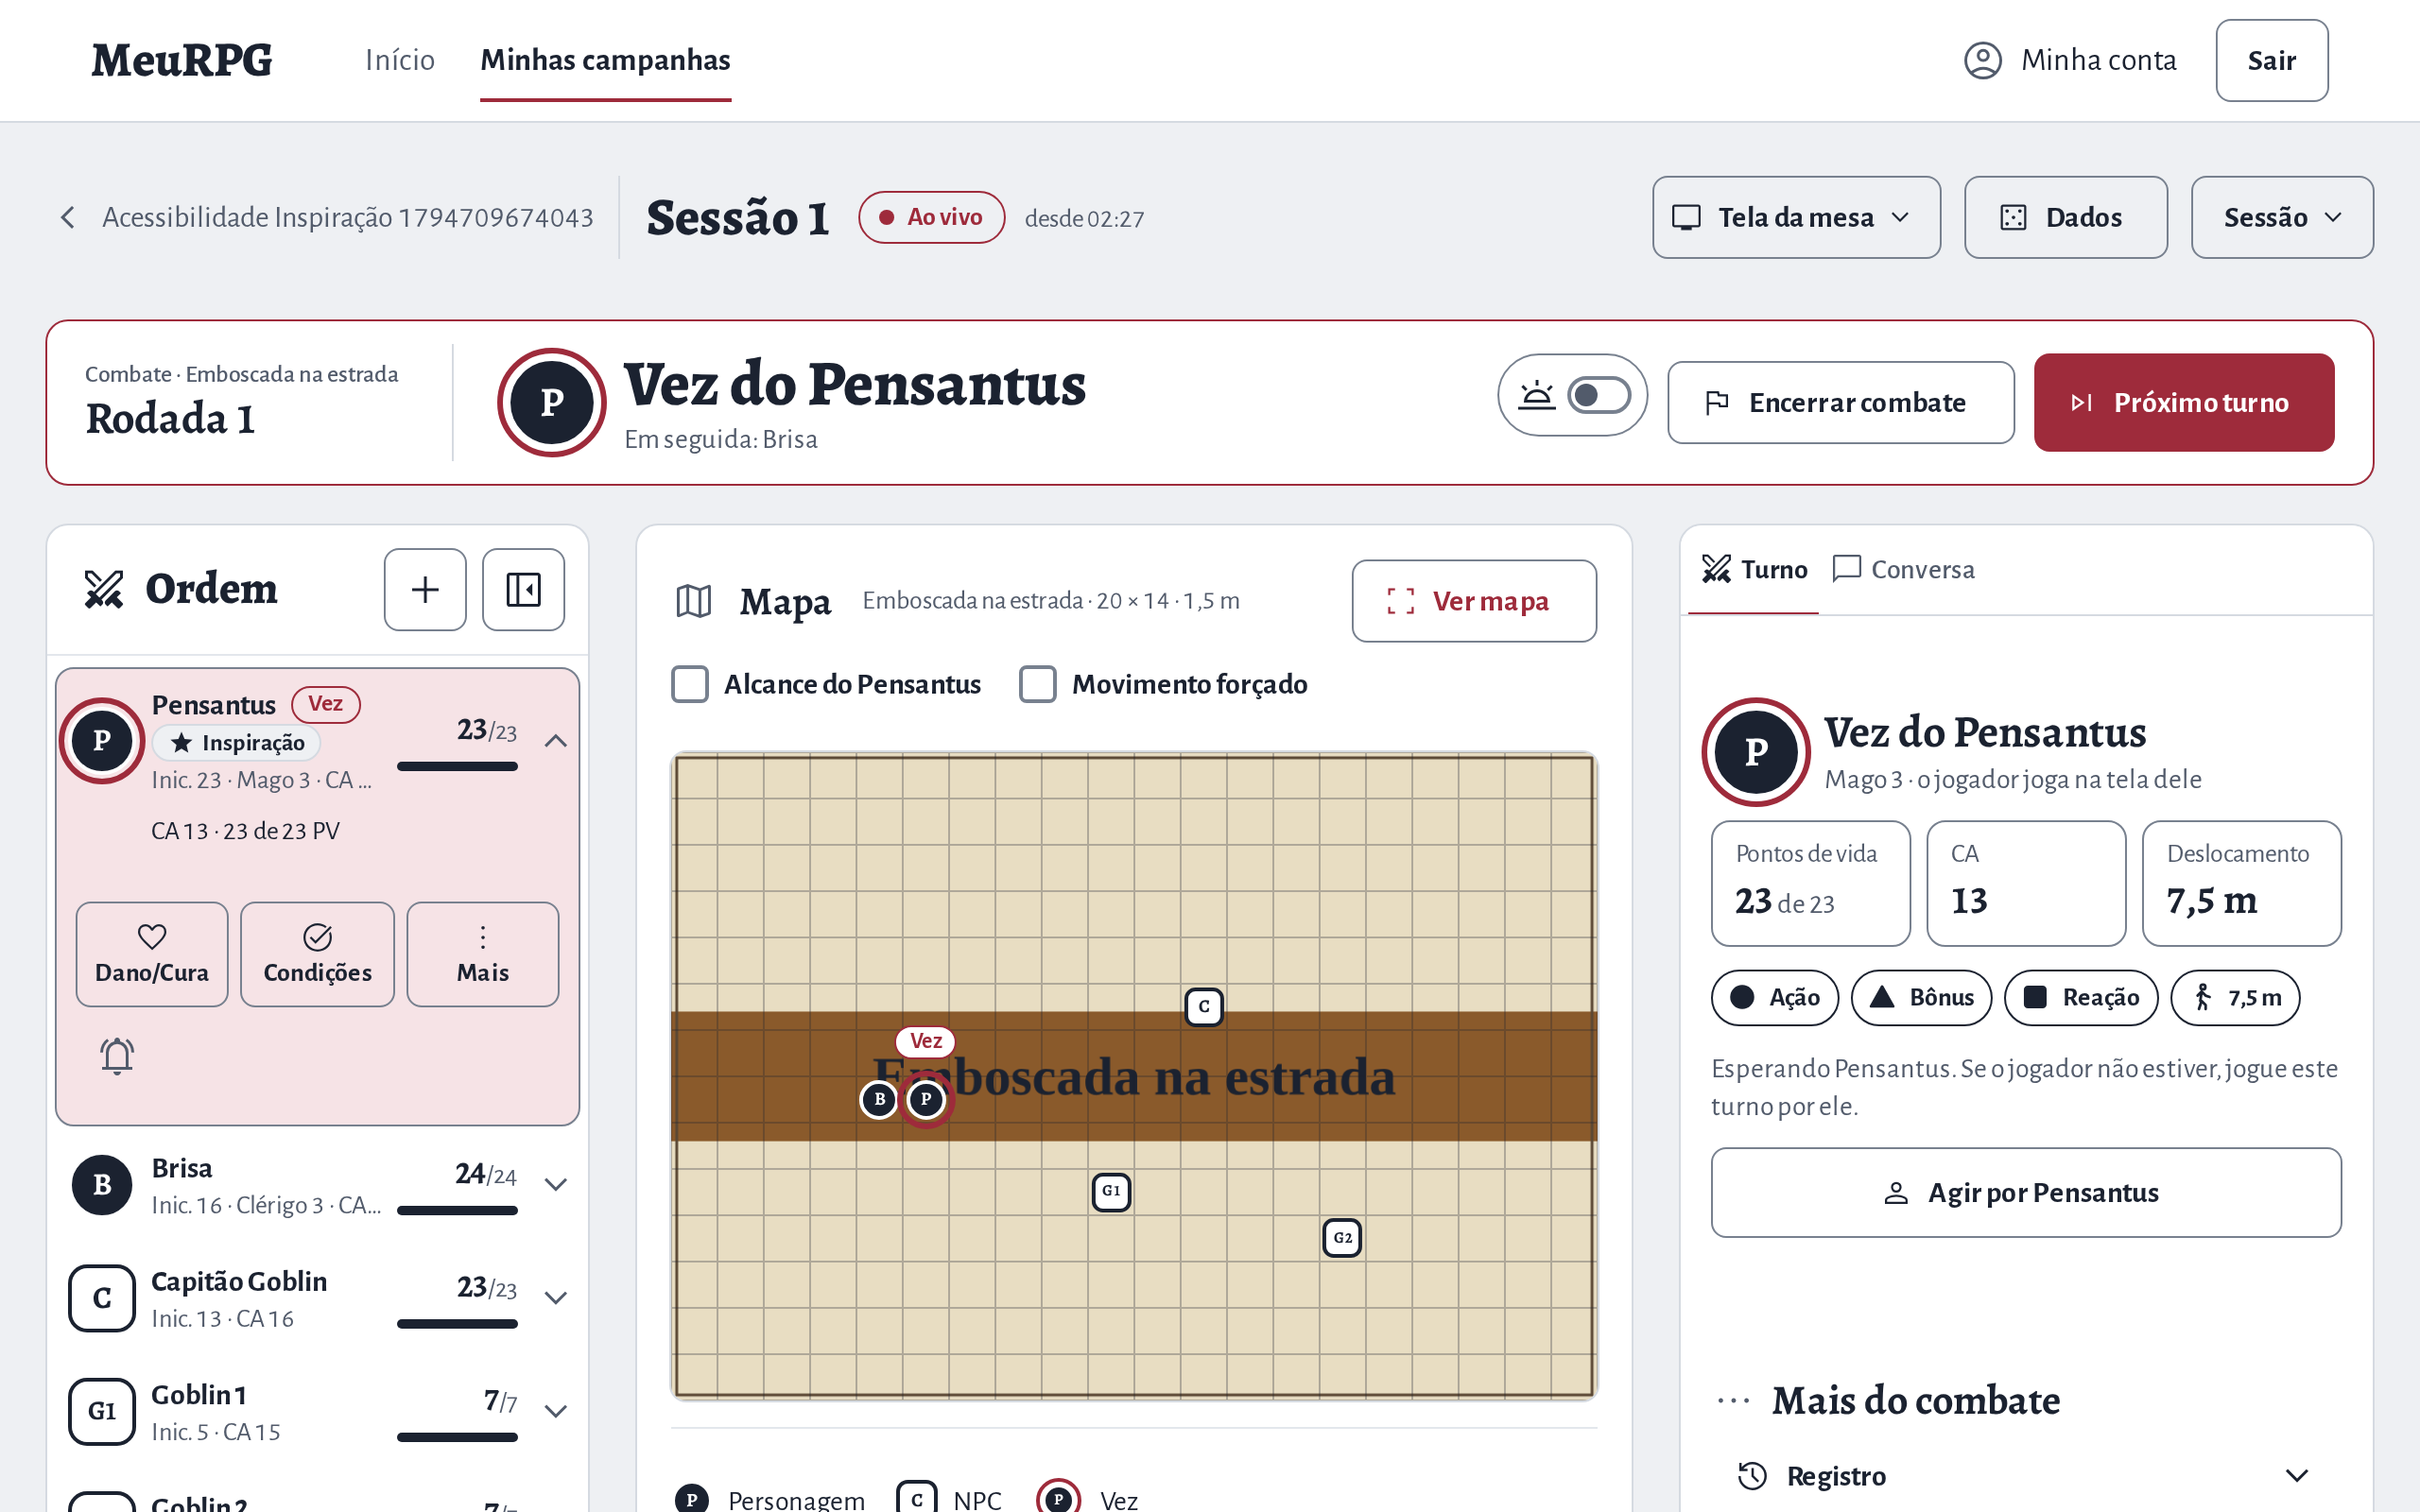 MeuRPG
Início
Minhas campanhas
Minha conta
Sair
Acessibilidade Inspiração 1794709674043
Sessão 1
Ao vivo
desde 02:27
Tela da mesa
Dados
Sessão
Combate · Emboscada na estrada
Rodada 1
P
Vez do Pensantus
Em seguida: Brisa
Encerrar combate
Próximo turno
Ordem
P
Pensantus
Vez
Inspiração
Inic. 23 · Mago 3 · CA ...
23/23
CA 13 · 23 de 23 PV
Dano/Cura
Condições
Mais
B
Brisa
Inic. 16 · Clérigo 3 · CA...
24/24
C
Capitão Goblin
Inic. 13 · CA 16
23/23
G1
Goblin 1
Inic. 5 · CA 15
7/7
Goblin 2
7/7
Mapa
Emboscada na estrada · 20 × 14 · 1,5 m
Ver mapa
Alcance do Pensantus
Movimento forçado
C
Vez
Emboscada na estrada
B
P
G1
G2
P
Personagem
C
NPC
P
Vez
Turno
Conversa
P
Vez do Pensantus
Mago 3 · o jogador joga na tela dele
Pontos de vida
23 de 23
CA
13
Deslocamento
7,5 m
Ação
Bônus
Reação
7,5 m
Esperando Pensantus. Se o jogador não estiver, jogue este
turno por ele.
Agir por Pensantus
Mais do combate
Registro